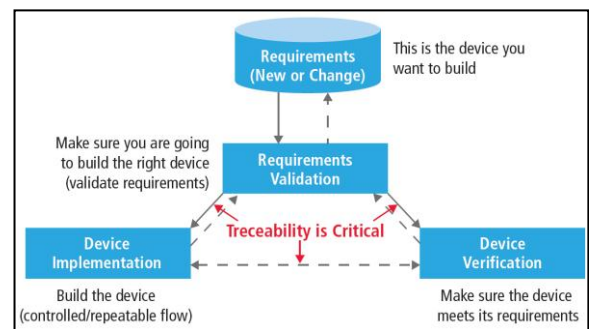 Requirements
(New or Change)
This is the device you
want to build
Make sure you are going
to build the right device
(validate requirements)
Requirements
Validation
Treceability is Critical
Device
Implementation
Device
Verification
Build the device
(controlled/repeatable flow)
Make sure the device
meets its requirements